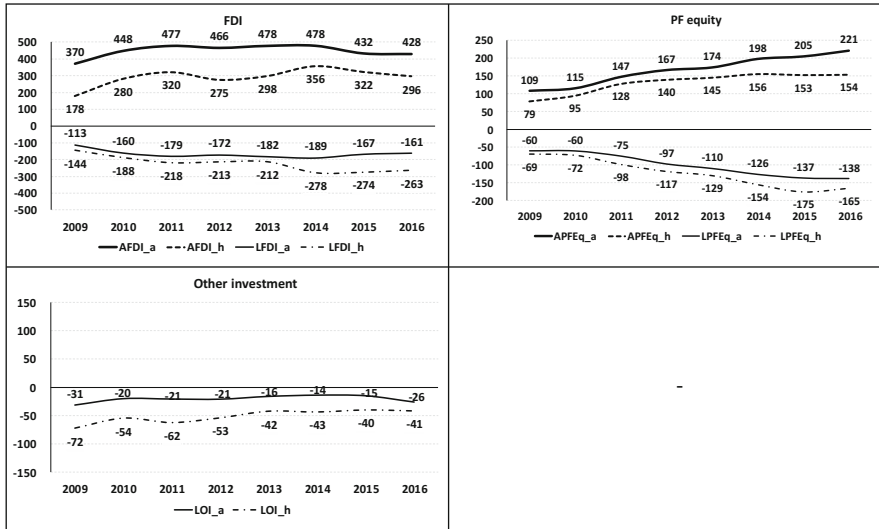 FDI
500
400
300
200
100
0
-100
-200
-300
-400
-500
370 448 477 466 478 478 432 428
178 280 320 275 298 356 322 296
-113 -160 -179 -172 -182 -189 -167 -161
-144 -188 -218 -213 -212 -278 -274 -263
2009 2010 2011 2012 2013 2014 2015 2016
AFDI_a AFDI_h LFDI_a LFDI_h
PF equity
250
200
150
100
50
0
-50
-100
-150
-200
109 115 147 167 174 198 205 221
79 95 128 140 145 156 153 154
-60 -60 -75 -97 -110 -126 -137 -138
-69 -72 -98 -117 -129 -154 -175 -165
2009 2010 2011 2012 2013 2014 2015 2016
APFEq_a APFEq_h LPFEq_a LPFEq_h
Other investment
150
100
50
0
-50
-100
-150
-31 -20 -21 -21 -16 -14 -15 -26
-72 -54 -62 -53 -42 -43 -40 -41
2009 2010 2011 2012 2013 2014 2015 2016
LOI_a LOI_h
-